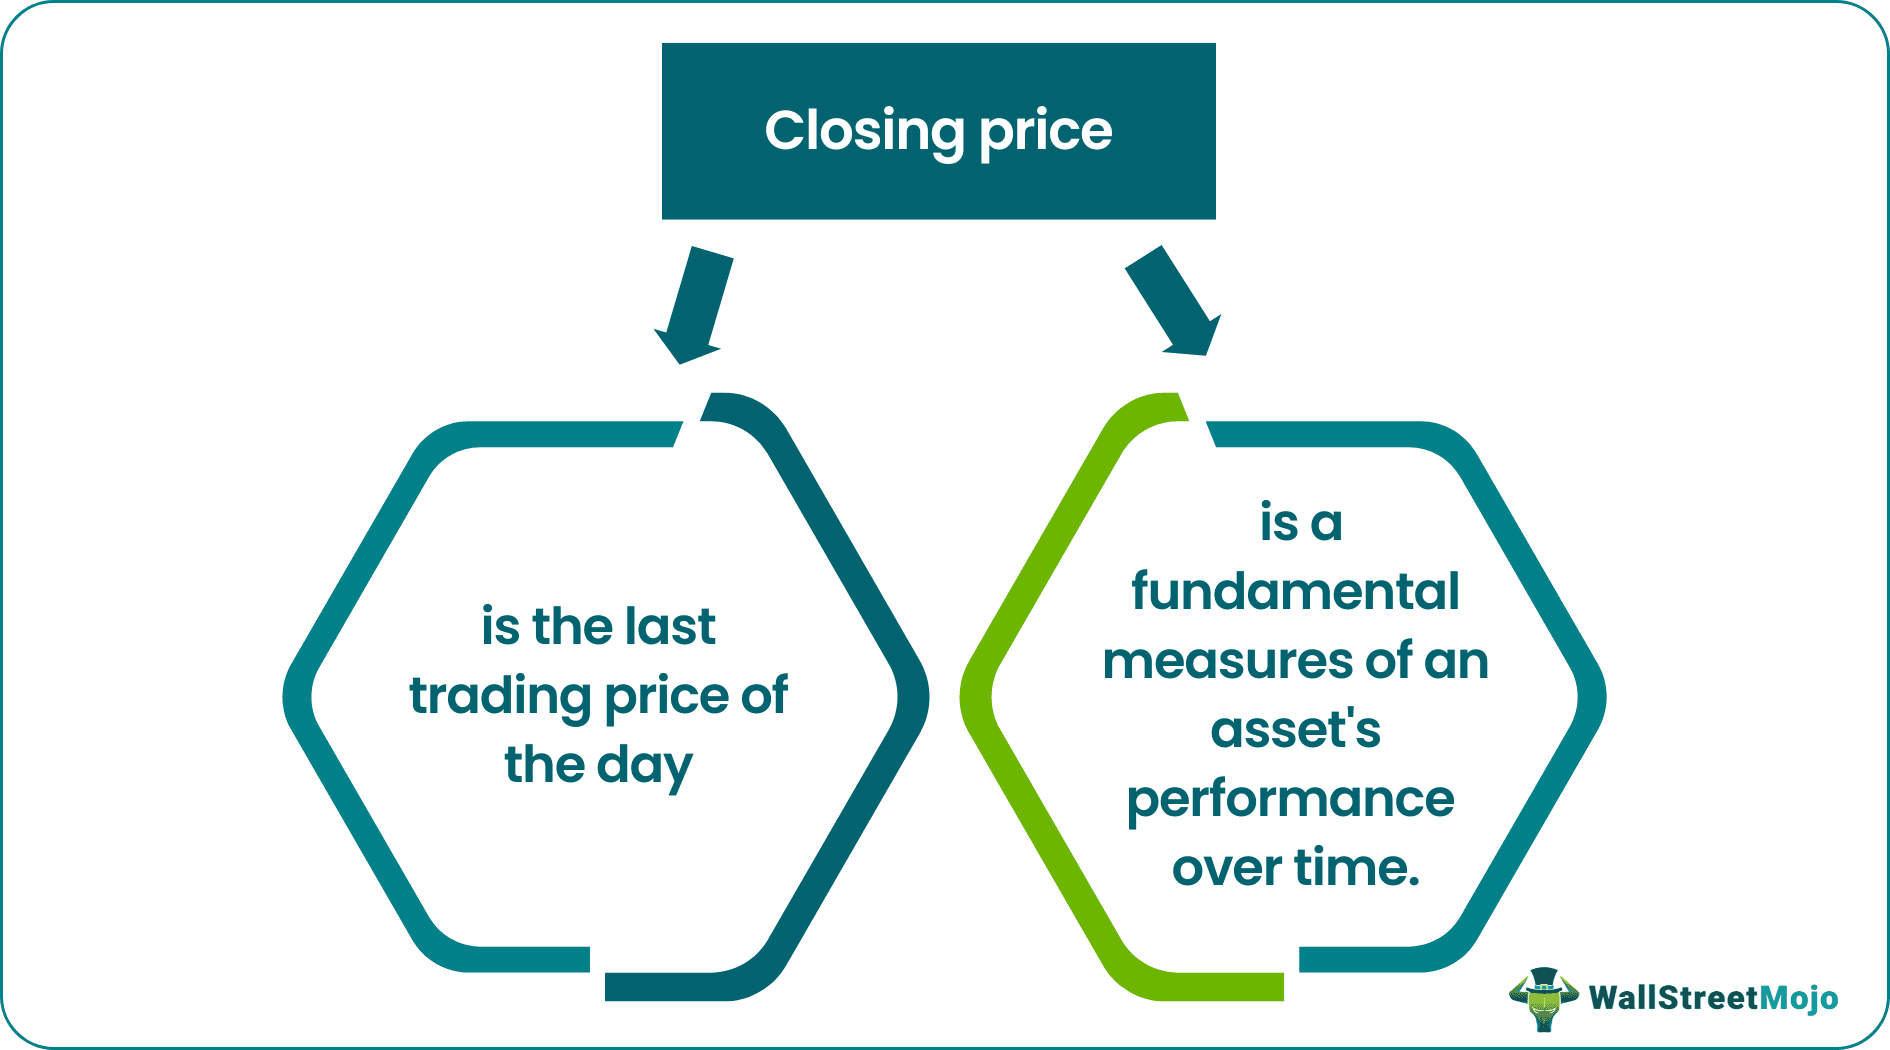 Closing price
is the last
trading price of
the day
is a
fundamental
measures of an
asset's
performance
over time.
WallStreetMojo